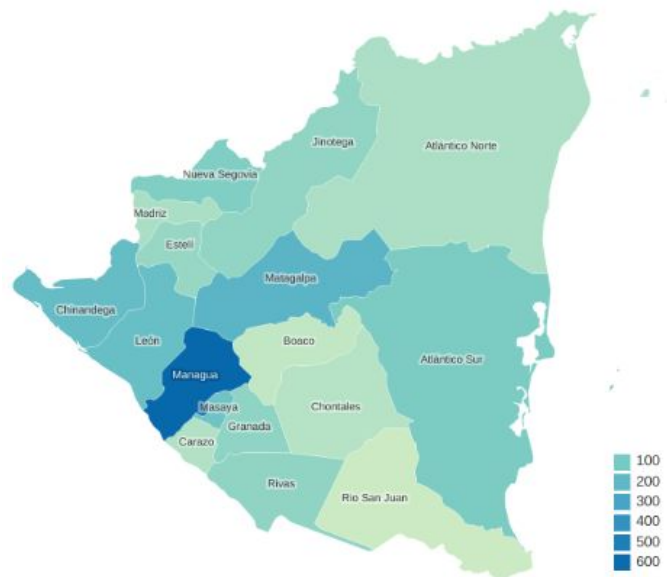 Jinotega
Atlántico Norte
Nueva Segovia
Madriz
Estelí
Matagalpa
Chinandega
León
Boaco
Atlántico Sur
Managua
Masaya
Chontales
Granada
Carazo
Rivas
Rio San Juan
100
200
300
400
500
600